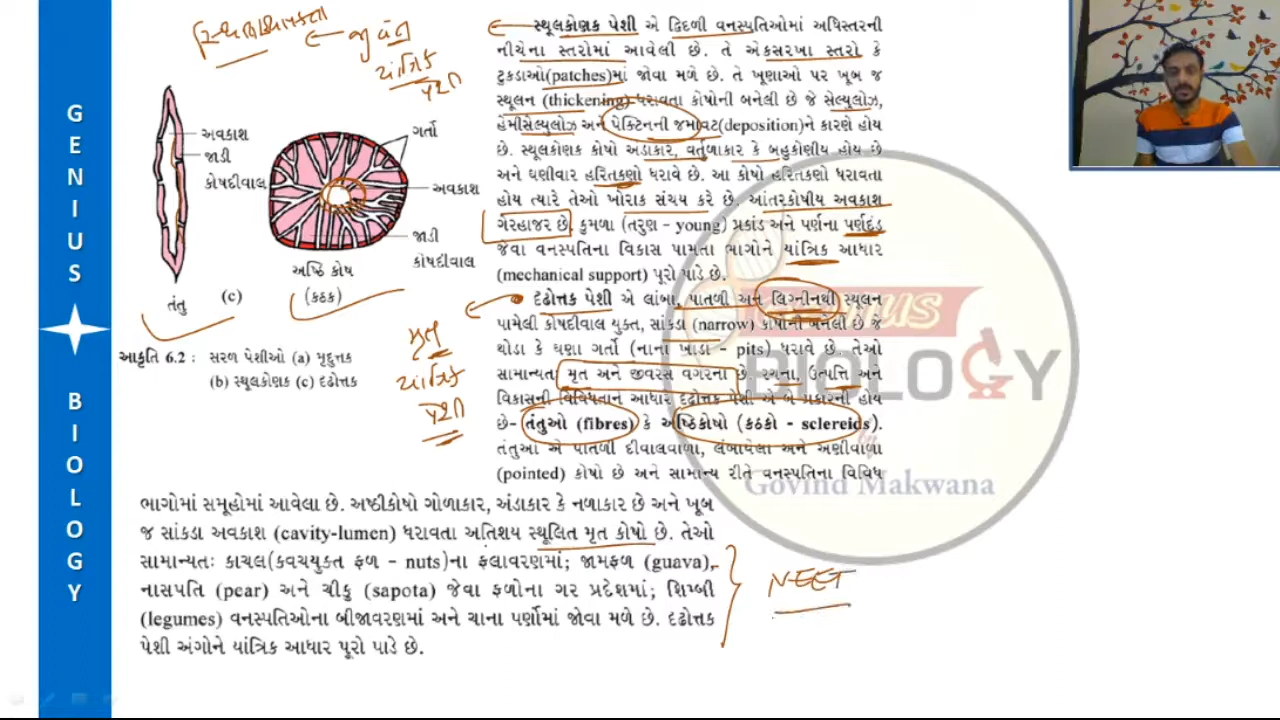 GENIUS BIOLOGY
સ્થિતિસ્થાપકતા
જીવંત
યાંત્રિક
પેશી
અવકાશ
જાડી
કોષદીવાલ
ગર્તો
અવકાશ
જાડી
કોષદીવાલ
અષ્ઠિ કોષ
(કઠક)
તંતુ
(c)
આકૃતિ 6.2 : સરળ પેશીઓ (a) મૃદુત્તક
(b) સ્થૂલકોણક (c) દઢોત્તક
મૃત
યાંત્રિક
પેશી
સ્થૂલકોણક પેશી એ દ્વિદળી વનસ્પતિઓમાં અધિસ્તરની
નીચેના સ્તરોમાં આવેલી છે. તે એકસરખા સ્તરો કે
ટુકડાઓ(patches)માં જોવા મળે છે. તે ખૂણાઓ પર ખૂબ જ
સ્થૂલન (thickening) ધરાવતા કોષોની બનેલી છે જે સેલ્યુલોઝ,
હેમીસેલ્યુલોઝ અને પેક્ટિનની જમાવટ(deposition)ને કારણે હોય
છે. સ્થૂલકોણક કોષો અંડાકાર, વર્તુળાકાર કે બહુકોણીય હોય છે
અને ઘણીવાર હરિતકણો ધરાવે છે. આ કોષો હરિતકણો ધરાવતા
હોય ત્યારે તેઓ ખોરાક સંચય કરે છે. આંતરકોષીય અવકાશ
ગેરહાજર છે. કુમળા (તરુણ - young) પ્રકાંડ અને પર્ણના પર્ણદંડ
જેવા વનસ્પતિના વિકાસ પામતા ભાગોને યાંત્રિક આધાર
(mechanical support) પૂરો પાડે છે.
દઢોત્તક પેશી એ લાંબા, પાતળી અને લિગ્નીનથી સ્થૂલન
પામેલી કોષદીવાલ યુક્ત, સાંકડા (narrow) કોષોની બનેલી છે જે
થોડા કે ઘણા ગર્તો (નાના ખાડા - pits) ધરાવે છે. તેઓ
સામાન્યતઃ મૃત અને જીવરસ વગરના છે. રચના, ઉત્પત્તિ અને
વિકાસની વિવિધતાને આધારે દઢોત્તક પેશી એ બે પ્રકારની હોય
છે- તંતુઓ (fibres) કે અષ્ઠિકોષો (કઠકો - sclereids).
તંતુઓ એ પાતળી દીવાલવાળા, લંબાયેલા અને અણીવાળા
(pointed) કોષો છે અને સામાન્ય રીતે વનસ્પતિના વિવિધ
ભાગોમાં સમૂહોમાં આવેલા છે. અષ્ઠીકોષો ગોળાકાર, અંડાકાર કે નળાકાર છે અને ખૂબ
જ સાંકડા અવકાશ (cavity-lumen) ધરાવતા અતિશય સ્થૂલિત મૃત કોષો છે. તેઓ
સામાન્યતઃ કાચલ(કવચયુક્ત ફળ - nuts)ના ફલાવરણમાં; જામફળ (guava),
નાસપતિ (pear) અને ચીકુ (sapota) જેવા ફળોના ગર પ્રદેશમાં; શિમ્બી
(legumes) વનસ્પતિઓના બીજાવરણમાં અને ચાના પર્ણોમાં જોવા મળે છે. દઢોત્તક
પેશી અંગોને યાંત્રિક આધાર પૂરો પાડે છે.
NEET
BIOLOGY
by
Govind Makwana